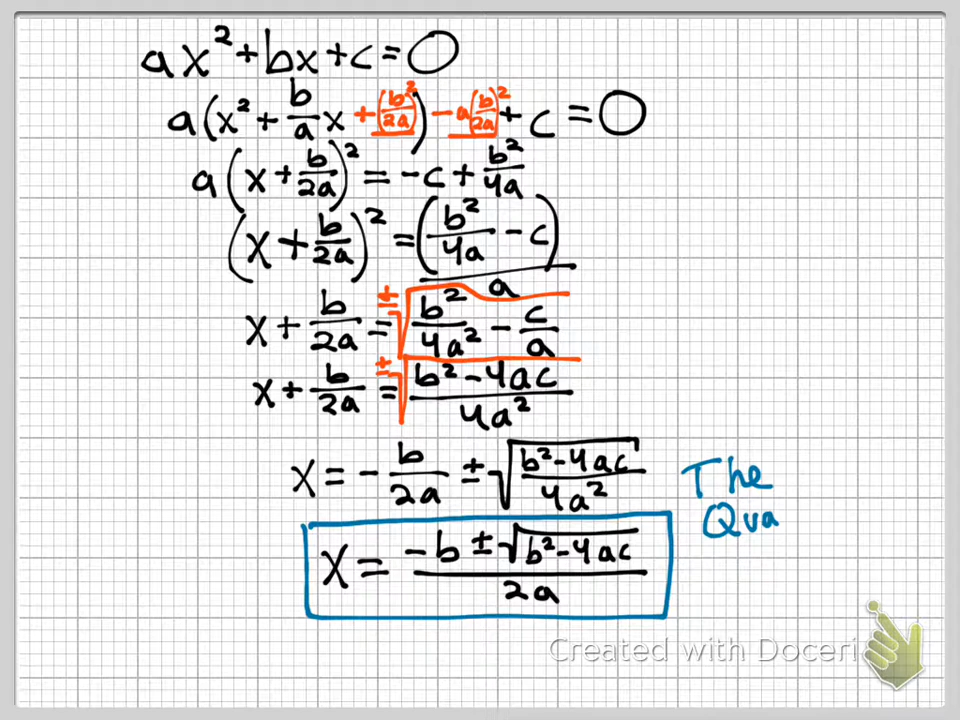 ax² + bx + c = 0
a(x² + b/a x + (b/2a)²) - a(b/2a)² + c = 0
a(x + b/2a)² = -c + b²/4a
(x + b/2a)² = (b²/4a - c)/a
x + b/2a = ±√(b²/4a² - c/a)
x + b/2a = ±√((b² - 4ac)/4a²)
x = -b/2a ± √((b² - 4ac)/4a²)
The
Qua
x = (-b ± √(b² - 4ac))/2a
Created with Doceri